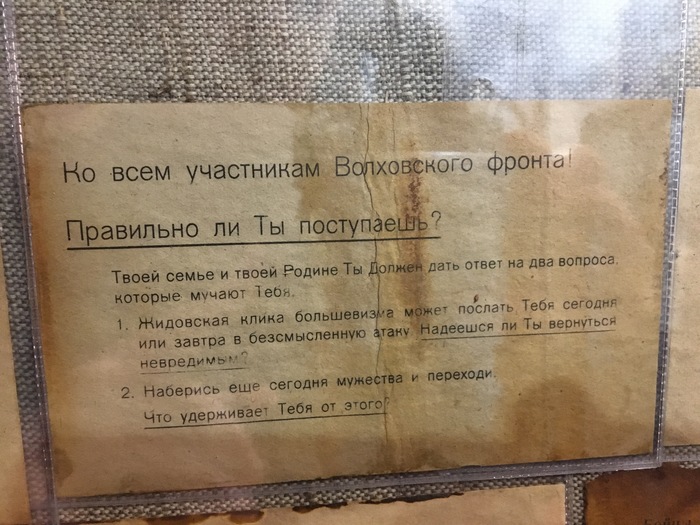 Ко всем участникам Волховского фронта!
Правильно ли Ты поступаешь?
Твоей семье и твоей Родине Ты Должен дать ответ на два вопроса,
которые мучают Тебя.
1. Жидовская клика большевизма может послать Тебя сегодня
или завтра в безсмысленную атаку Надеешся ли Ты вернуться
невредимым?
2. Наберись еще сегодня мужества и переходи.
Что удерживает Тебя от этого?